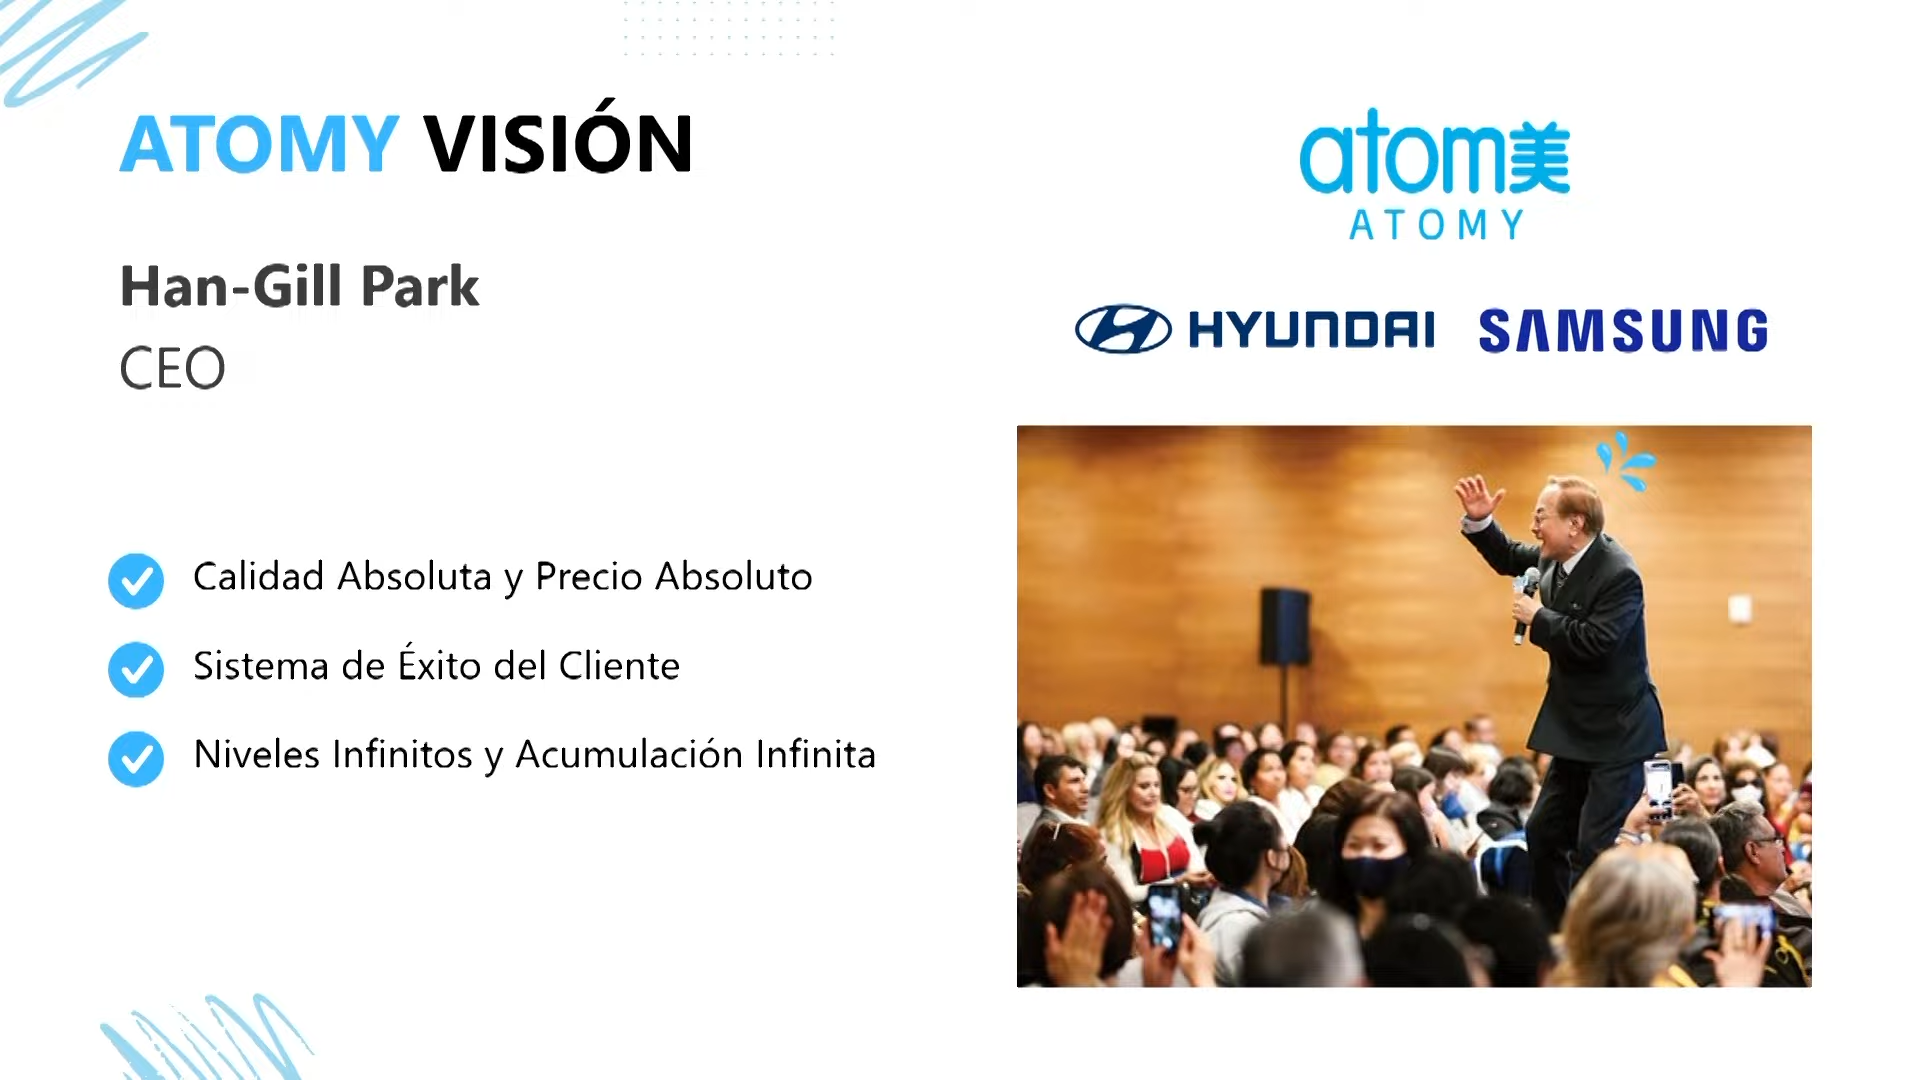 ATOMY VISIÓN
Han-Gill Park
CEO
Calidad Absoluta y Precio Absoluto
Sistema de Éxito del Cliente
Niveles Infinitos y Acumulación Infinita
atom美
ATOMY
HYUNDAI SAMSUNG